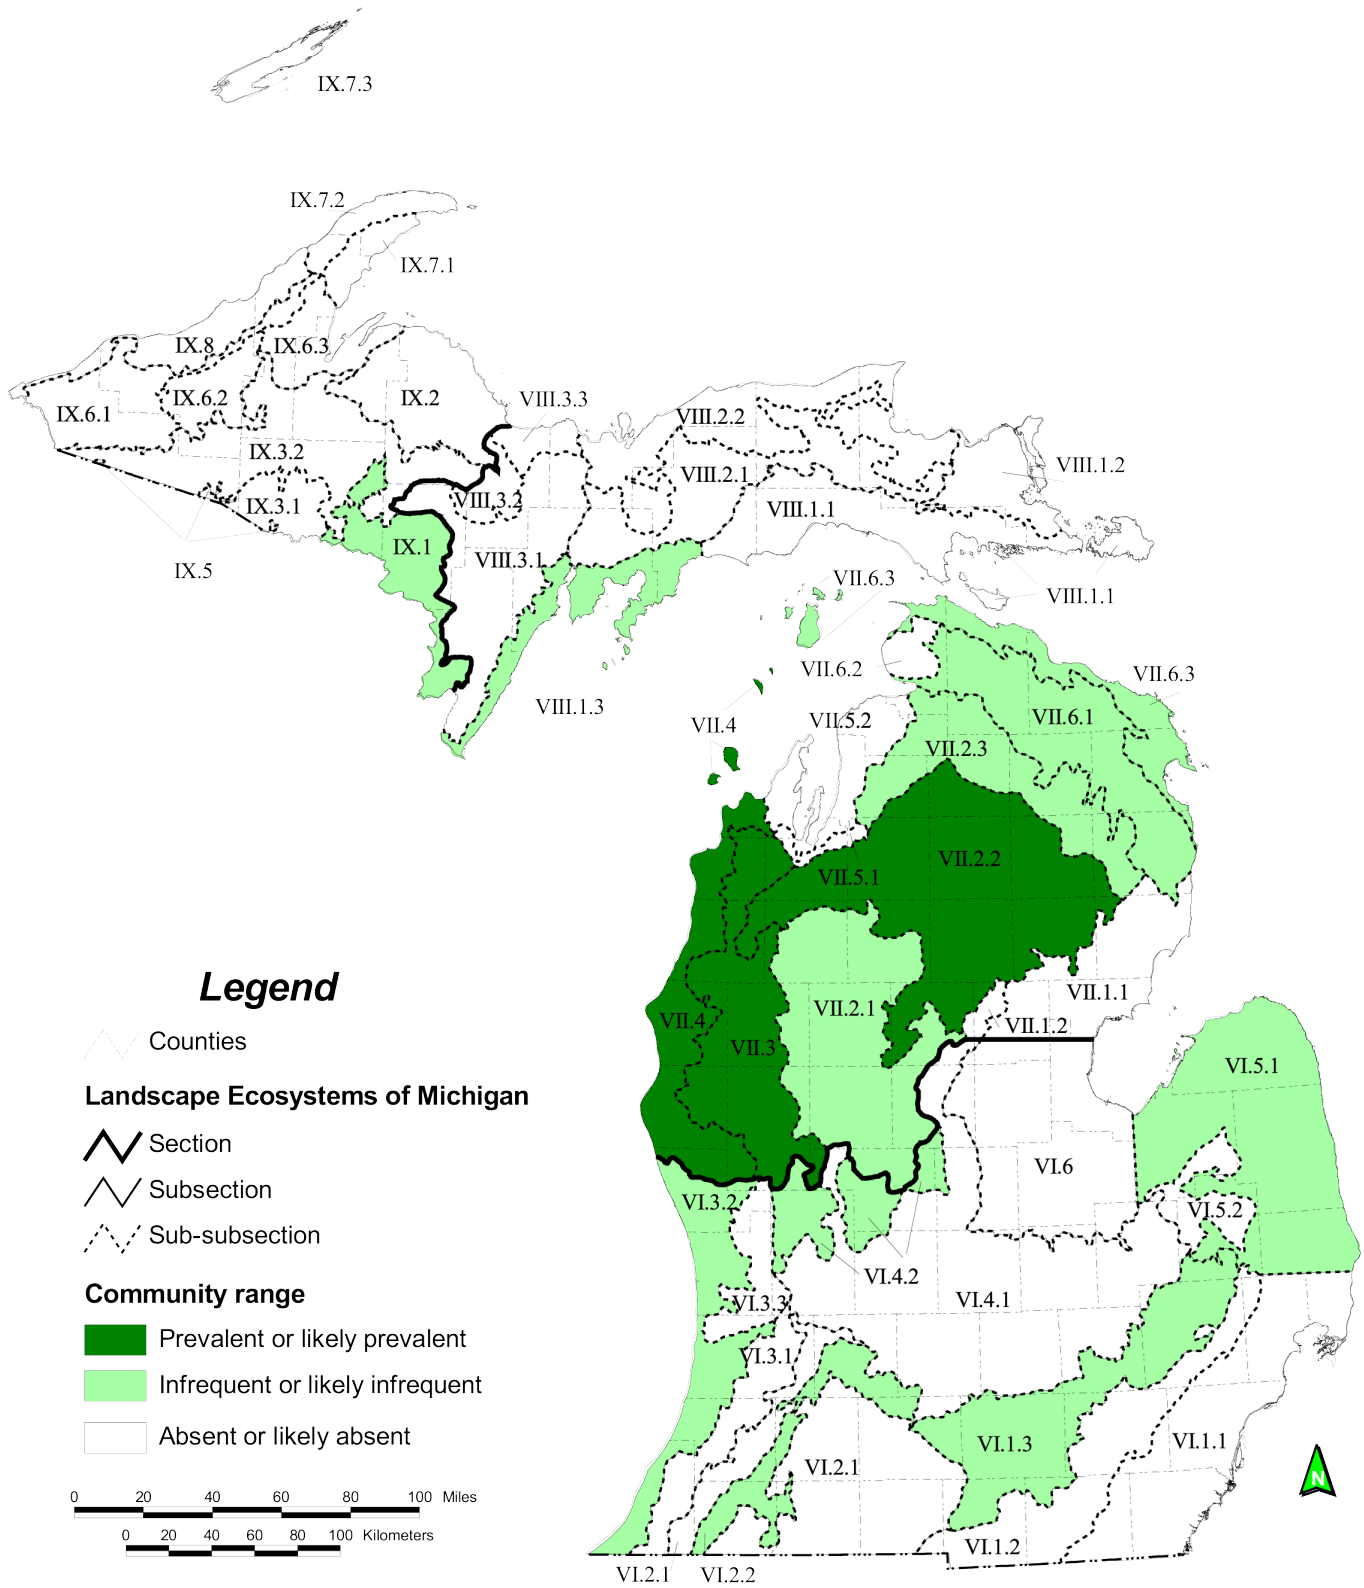 IX.7.3
IX.7.2
IX.7.1
IX.8
IX.6.3
IX.6.2
IX.2
IX.6.1
VIII.3.3
VIII.2.2
IX.3.2
VIII.2.1
VIII.1.2
IX.3.1
VIII.3.2
VIII.1.1
IX.1
VIII.3.1
IX.5
VII.6.3
VIII.1.1
VII.6.2
VII.6.3
VIII.1.3
VII.4
VII.5.2
VII.6.1
VII.2.3
VII.2.2
VII.5.1
VII.1.1
VII.4
VII.2.1
VII.1.2
VII.3
VI.5.1
VI.6
VI.3.2
VI.5.2
VI.4.2
VI.3.3
VI.4.1
VI.3.1
VI.1.3
VI.1.1
VI.2.1
VI.1.2
VI.2.1
VI.2.2
Legend
Counties
Landscape Ecosystems of Michigan
Section
Subsection
Sub-subsection
Community range
Prevalent or likely prevalent
Infrequent or likely infrequent
Absent or likely absent
0 20 40 60 80 100 Miles
0 20 40 60 80 100 Kilometers
N